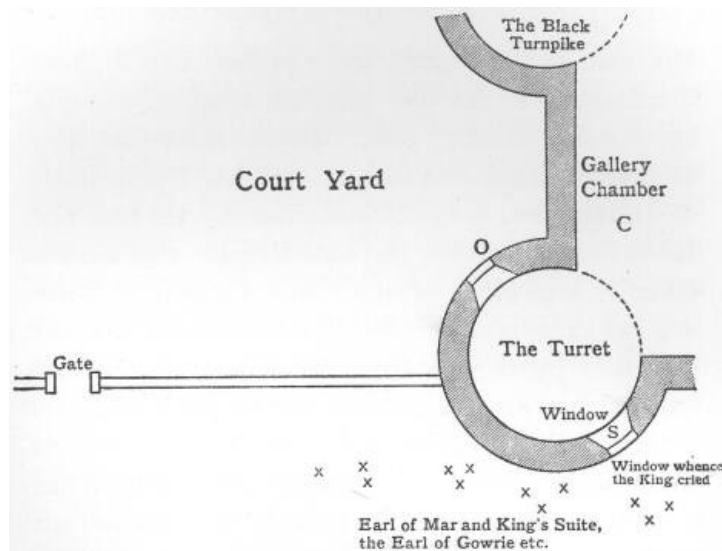 The Black
Turnpike
Court Yard
Gallery
Chamber
C
O
The Turret
Gate
Window
S
Window whence
the King cried
x x x x x
x x x x
x x x
Earl of Mar and King's Suite,
the Earl of Gowrie etc.